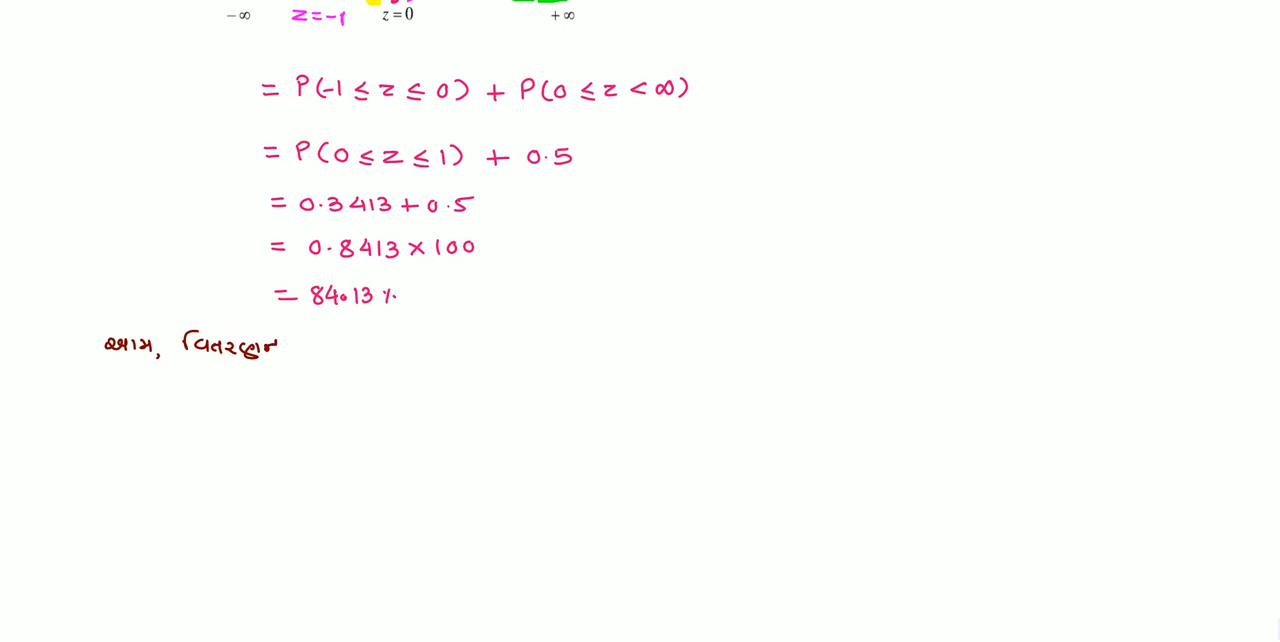 −∞ z=-1 z=0 +∞
= P(-1 ≤ z ≤ 0) + P(0 ≤ z < ∞)
= P(0 ≤ z ≤ 1) + 0.5
= 0.3413 + 0.5
= 0.8413 × 100
= 84.13 %
આમ,